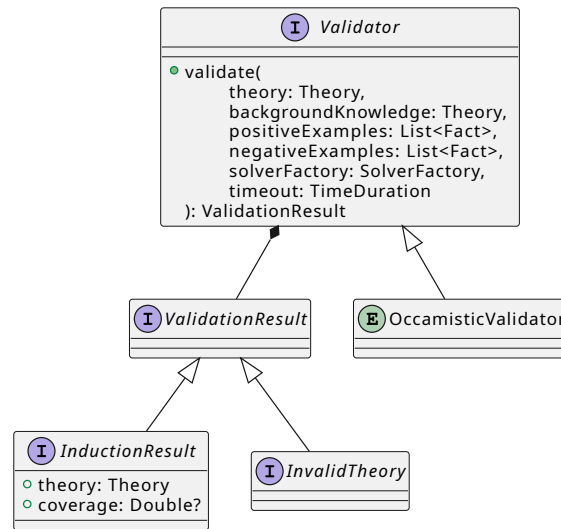 I Validator
validate(
theory: Theory,
backgroundKnowledge: Theory,
positiveExamples: List<Fact>,
negativeExamples: List<Fact>,
solverFactory: SolverFactory,
timeout: TimeDuration
): ValidationResult
I ValidationResult
E OccamisticValidator
I InductionResult
theory: Theory
coverage: Double?
I InvalidTheory